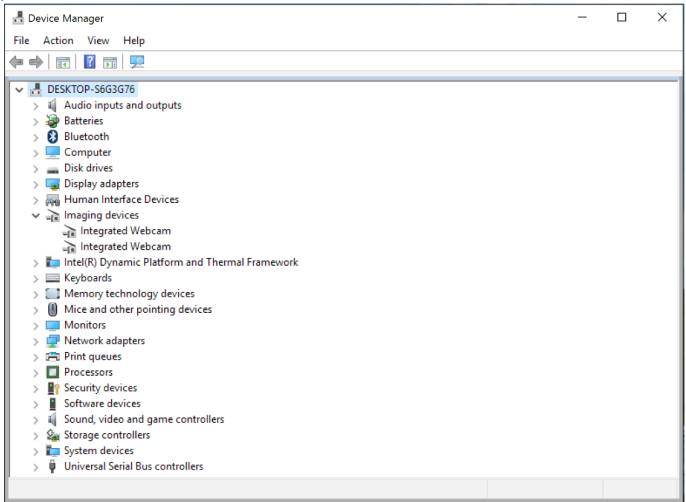 Device Manager
File Action View Help
DESKTOP-S6G3G76
Audio inputs and outputs
Batteries
Bluetooth
Computer
Disk drives
Display adapters
Human Interface Devices
Imaging devices
Integrated Webcam
Integrated Webcam
Intel(R) Dynamic Platform and Thermal Framework
Keyboards
Memory technology devices
Mice and other pointing devices
Monitors
Network adapters
Print queues
Processors
Security devices
Software devices
Sound, video and game controllers
Storage controllers
System devices
Universal Serial Bus controllers